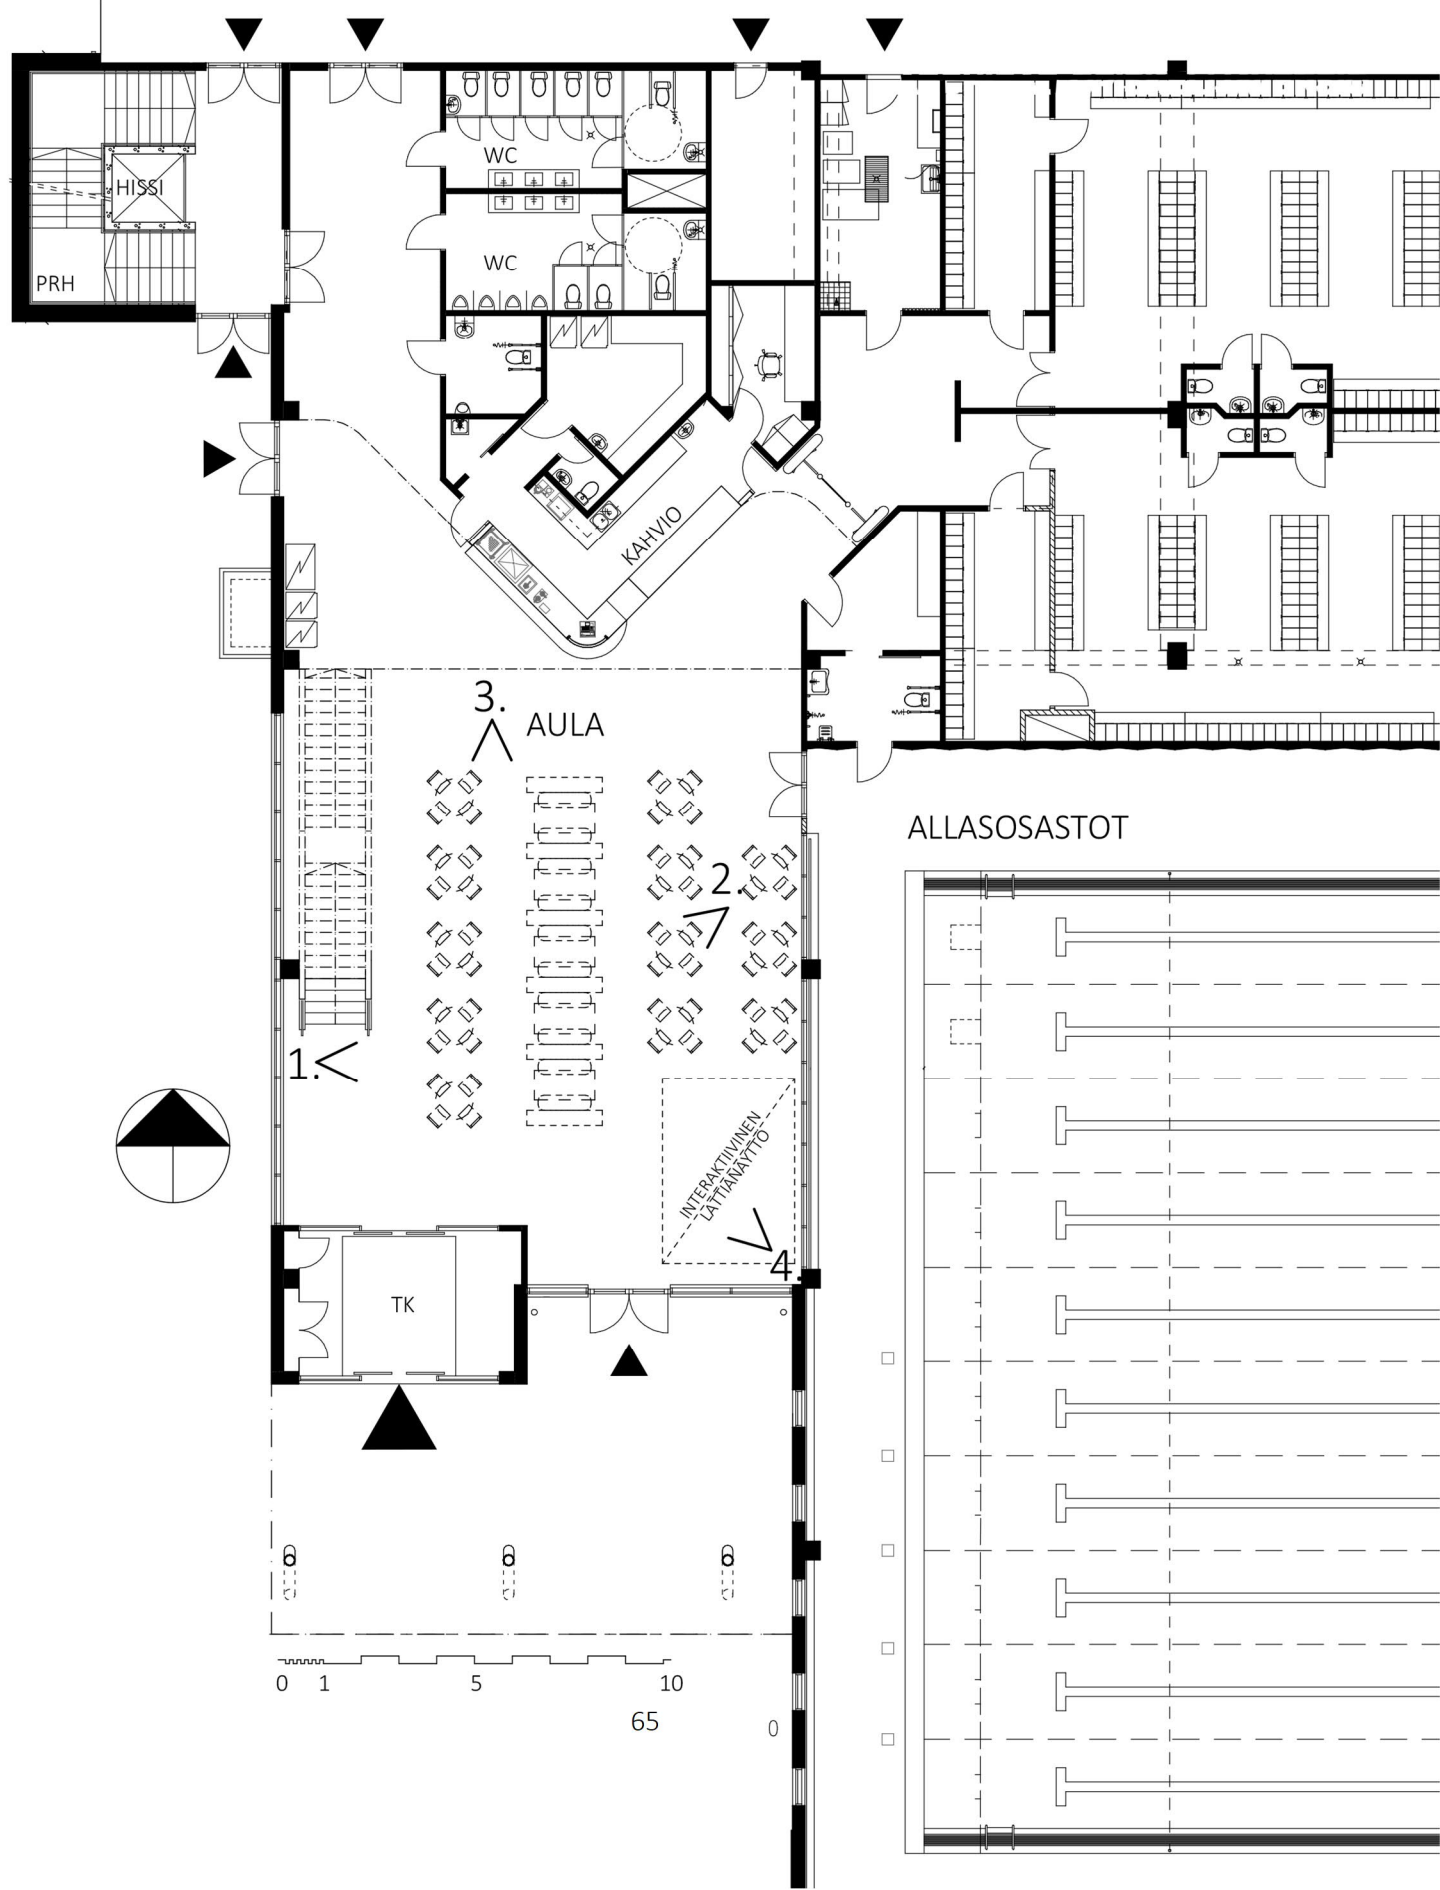 HISSI
PRH
WC
WC
KAHVIO
3.
AULA
ALLASOSASTOT
2.
1.
INTERAKTIIVINEN
LATTIANÄYTTÖ
4.
TK
0 1 5 10
65
0